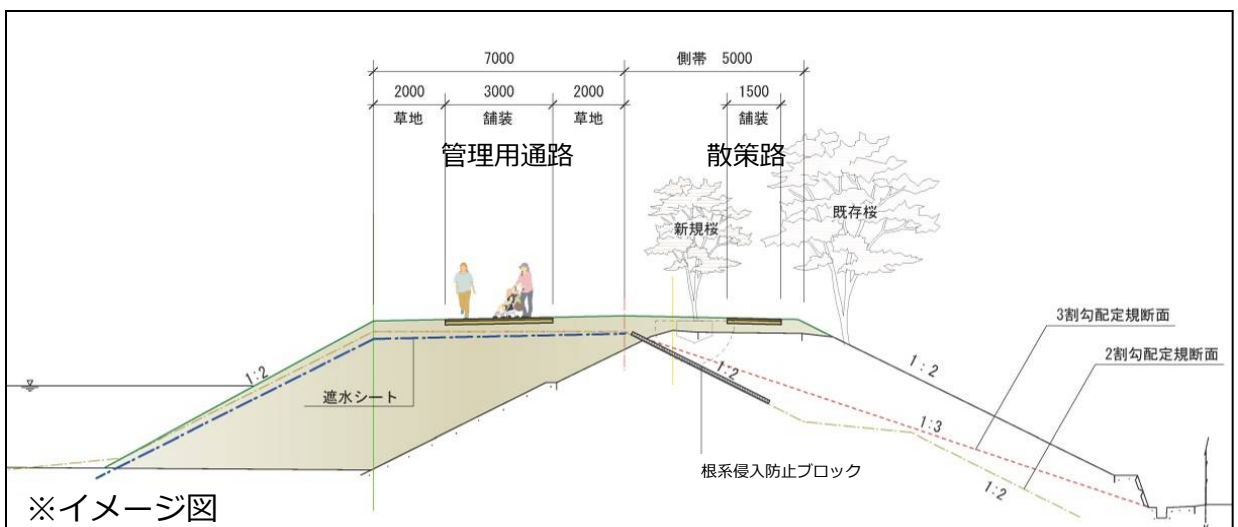 7000
側帯 5000
2000
3000
2000
1500
草地
舗装
草地
舗装
管理用通路
散策路
新規桜
既存桜
3割勾配定規断面
2割勾配定規断面
1:2
1:2
1:2
遮水シート
1:3
根系侵入防止ブロック
1:2
※イメージ図